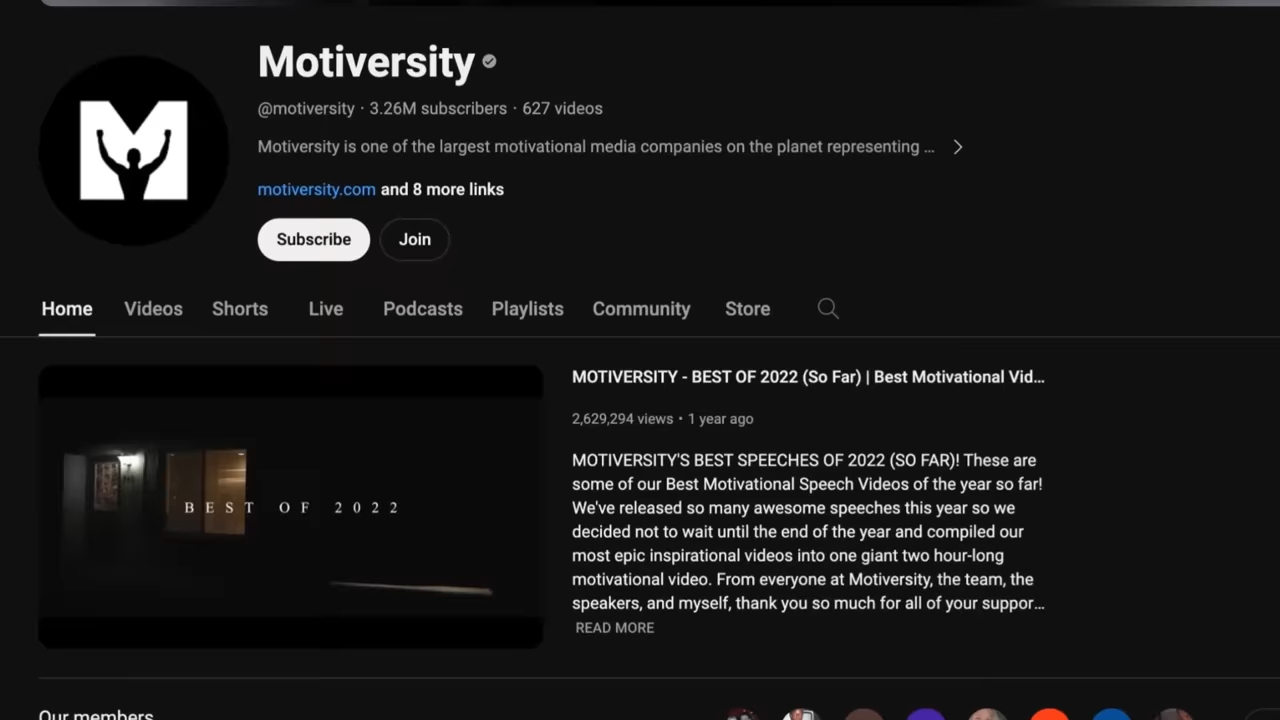 Motiversity
@motiversity · 3.26M subscribers · 627 videos
Motiversity is one of the largest motivational media companies on the planet representing ...
motiversity.com and 8 more links
Subscribe Join
Home Videos Shorts Live Podcasts Playlists Community Store
BEST OF 2022
MOTIVERSITY - BEST OF 2022 (So Far) | Best Motivational Vid...
2,629,294 views • 1 year ago
MOTIVERSITY'S BEST SPEECHES OF 2022 (SO FAR)! These are
some of our Best Motivational Speech Videos of the year so far!
We've released so many awesome speeches this year so we
decided not to wait until the end of the year and compiled our
most epic inspirational videos into one giant two hour-long
motivational video. From everyone at Motiversity, the team, the
speakers, and myself, thank you so much for all of your suppor...
READ MORE
Our members